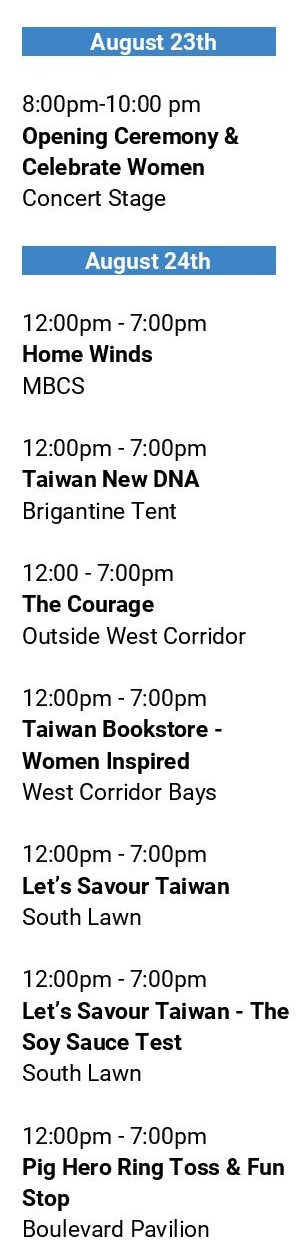 August 23th
8:00pm-10:00 pm
Opening Ceremony &
Celebrate Women
Concert Stage
August 24th
12:00pm - 7:00pm
Home Winds
MBCS
12:00pm - 7:00pm
Taiwan New DNA
Brigantine Tent
12:00 - 7:00pm
The Courage
Outside West Corridor
12:00pm - 7:00pm
Taiwan Bookstore -
Women Inspired
West Corridor Bays
12:00pm - 7:00pm
Let’s Savour Taiwan
South Lawn
12:00pm - 7:00pm
Let’s Savour Taiwan - The
Soy Sauce Test
South Lawn
12:00pm - 7:00pm
Pig Hero Ring Toss & Fun
Stop
Boulevard Pavilion